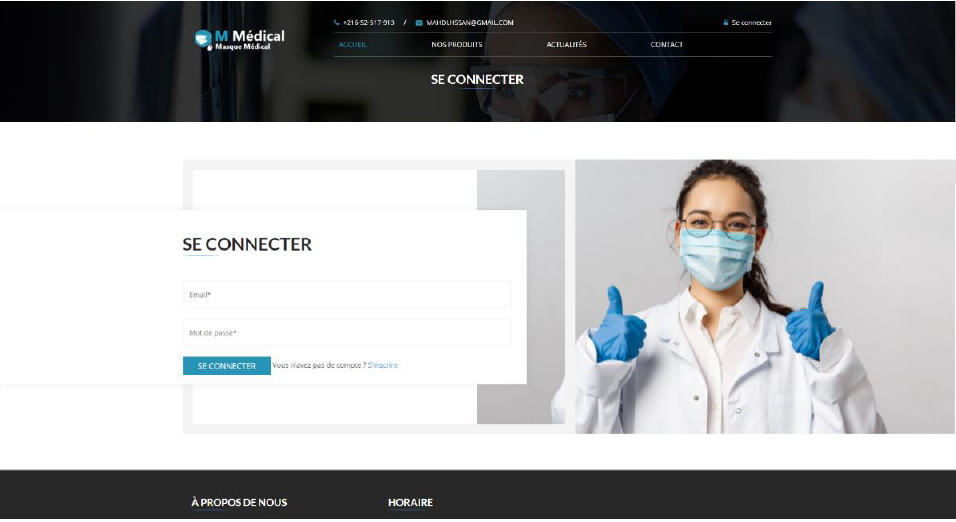 +216-52-517-913 / MAHDI.HSSAN@GMAIL.COM Se connecter
M Médical
Masque Médical
ACCUEIL NOS PRODUITS ACTUALITÉS CONTACT
SE CONNECTER
SE CONNECTER
Email*
Mot de passe*
SE CONNECTER Vous n'avez pas de compte ? S'inscrire
À PROPOS DE NOUS HORAIRE